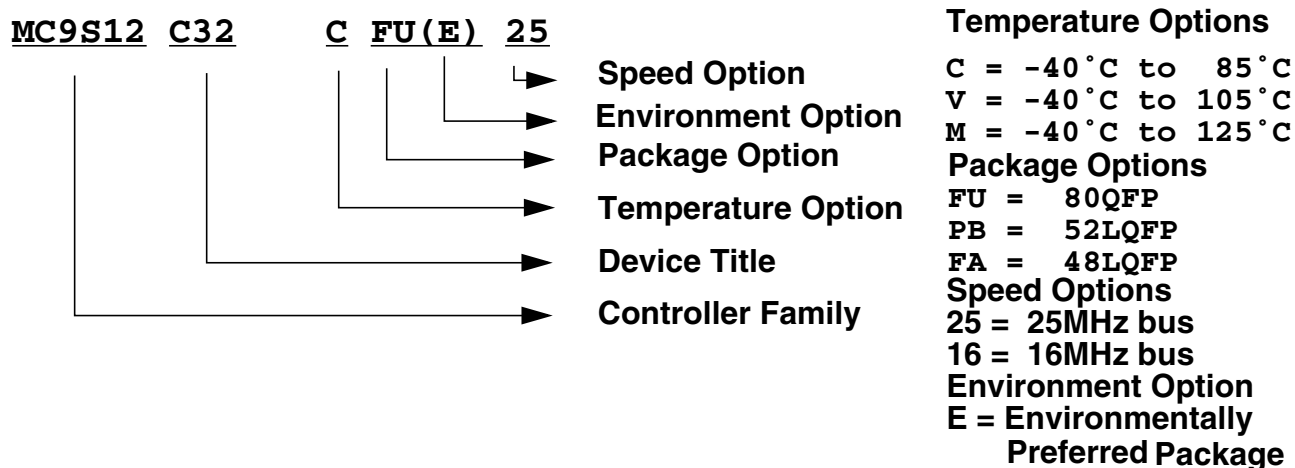 MC9S12 C32 C FU(E) 25
Speed Option
Environment Option
Package Option
Temperature Option
Device Title
Controller Family
Temperature Options
C = -40˚C to 85˚C
V = -40˚C to 105˚C
M = -40˚C to 125˚C
Package Options
FU = 80QFP
PB = 52LQFP
FA = 48LQFP
Speed Options
25 = 25MHz bus
16 = 16MHz bus
Environment Option
E = Environmentally
Preferred Package